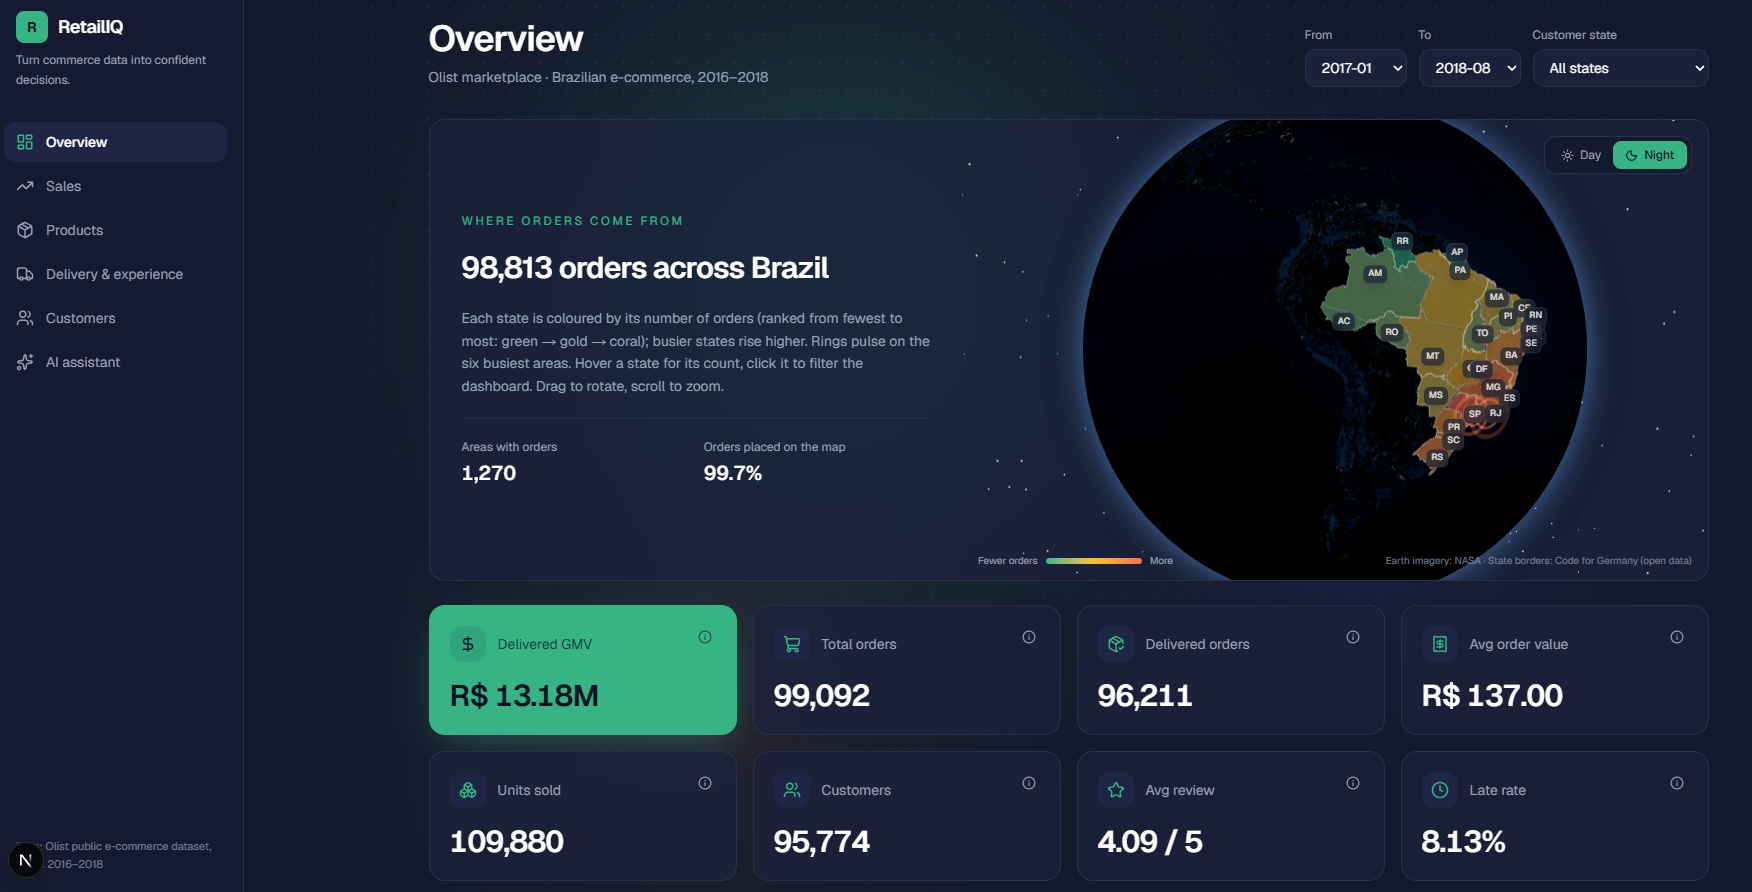 R RetailIQ
Turn commerce data into confident
decisions.
Overview
Sales
Products
Delivery & experience
Customers
AI assistant
Olist public e-commerce dataset,
2016–2018
N
Overview
Olist marketplace · Brazilian e-commerce, 2016–2018
From
To
Customer state
2017-01
2018-08
All states
Day
Night
WHERE ORDERS COME FROM
98,813 orders across Brazil
Each state is coloured by its number of orders (ranked from fewest to
most: green → gold → coral); busier states rise higher. Rings pulse on the
six busiest areas. Hover a state for its count, click it to filter the
dashboard. Drag to rotate, scroll to zoom.
Areas with orders
1,270
Orders placed on the map
99.7%
RR
AP
AM
PA
MA
CE
PI
RN
AC
RO
TO
PE
SE
MT
BA
DF
MS
MG
ES
SP
RJ
PR
SC
RS
Fewer orders
More
Earth imagery: NASA · State borders: Code for Germany (open data)
Delivered GMV
R$ 13.18M
Total orders
99,092
Delivered orders
96,211
Avg order value
R$ 137.00
Units sold
109,880
Customers
95,774
Avg review
4.09 / 5
Late rate
8.13%